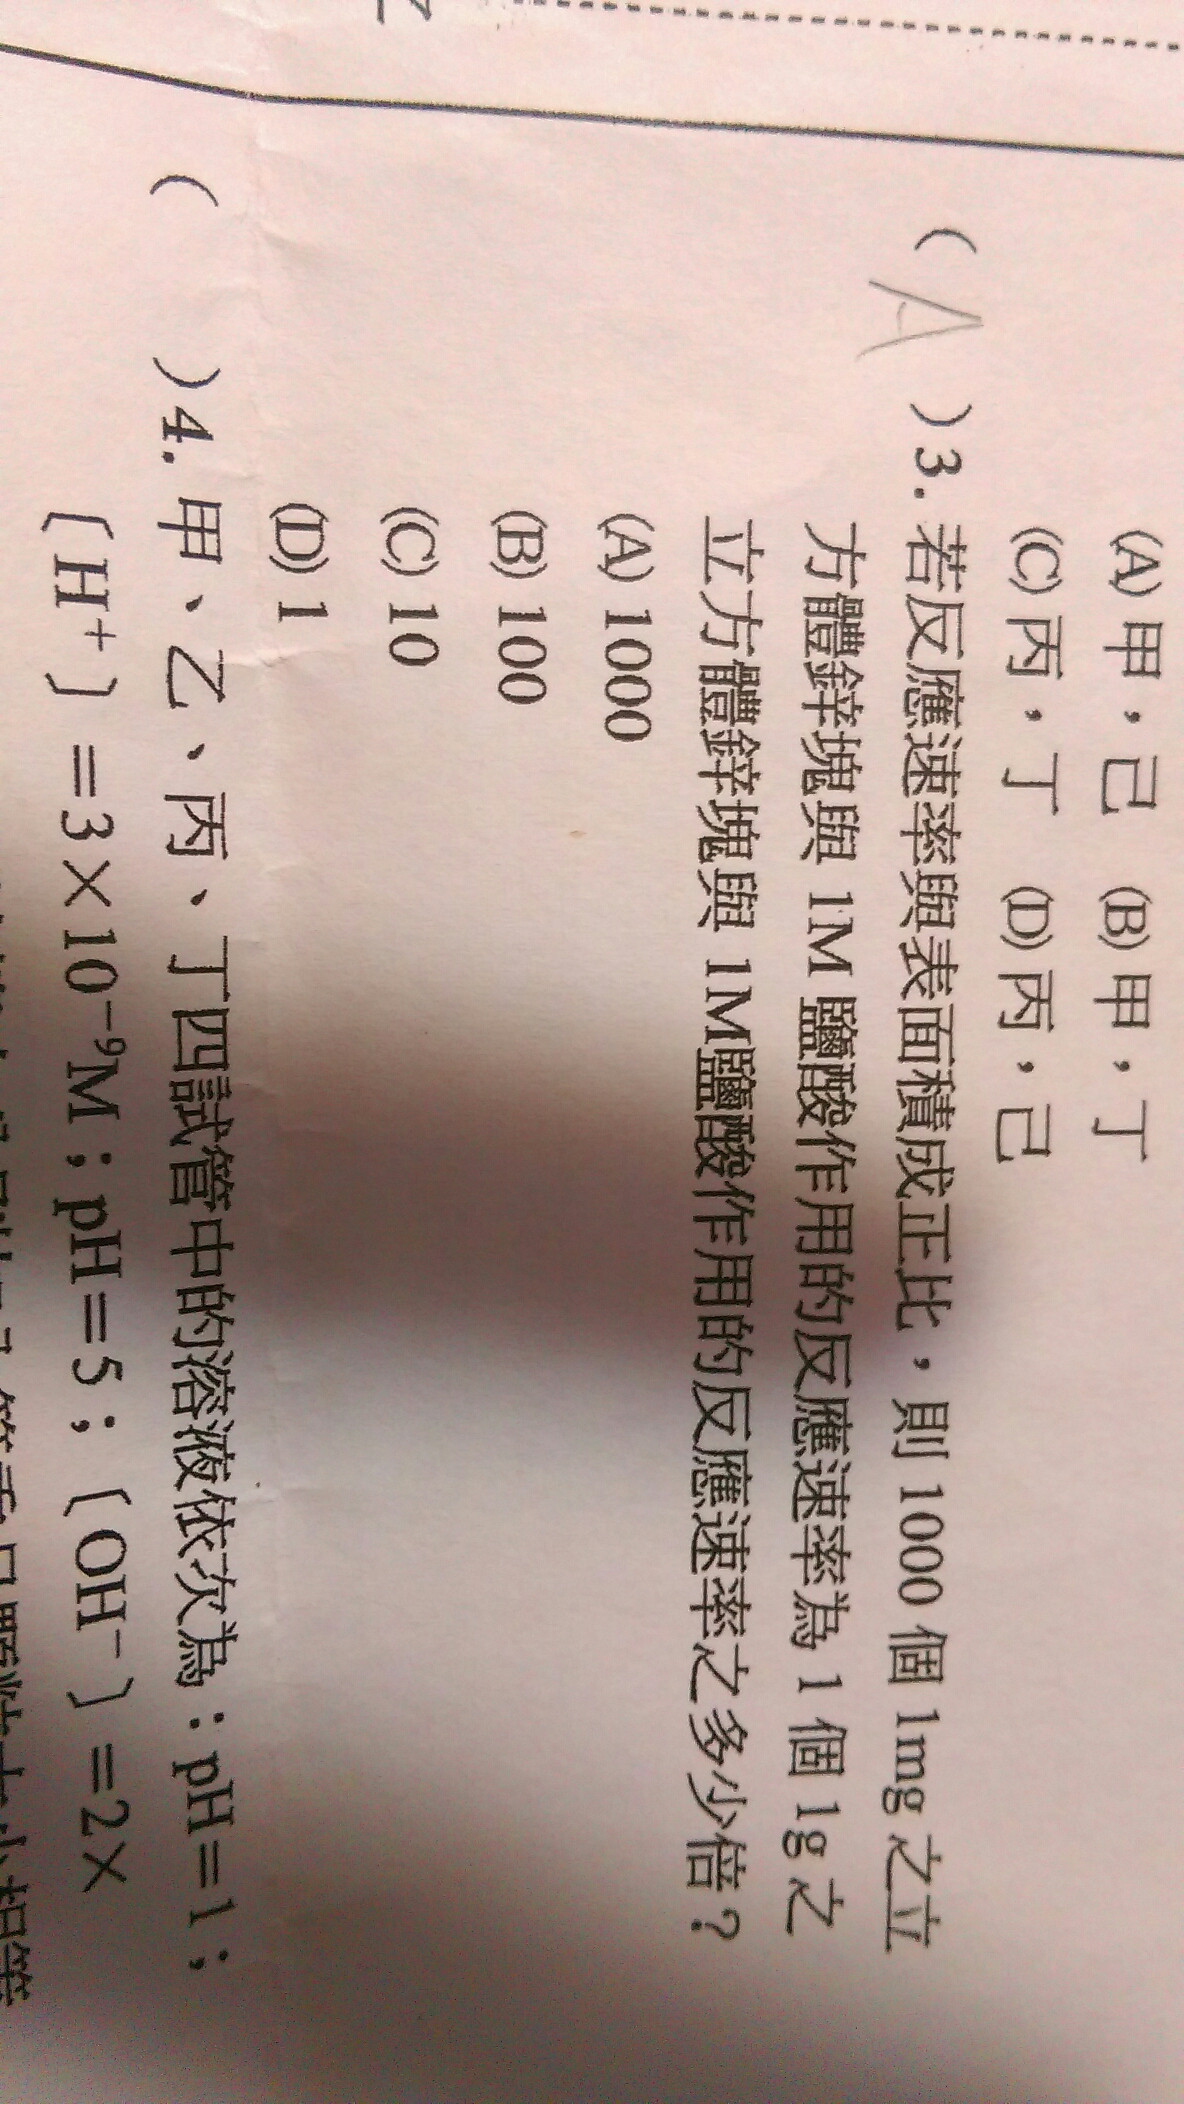 (A)甲，己 (B)甲，丁
(C)丙，丁 (D)丙，己
( A )3. 若反應速率與表面積成正比，則 1000 個 1mg 之立
方體鋅塊與 1M 鹽酸作用的反應速率為 1 個 1g 之
立方體鋅塊與 1M鹽酸作用的反應速率之多少倍？
(A) 1000
(B) 100
(C) 10
(D) 1
( )4. 甲、乙、丙、丁四試管中的溶液依次為：pH＝1；
〔H⁺〕＝3×10⁻⁹M；pH＝5；〔OH⁻〕＝2×